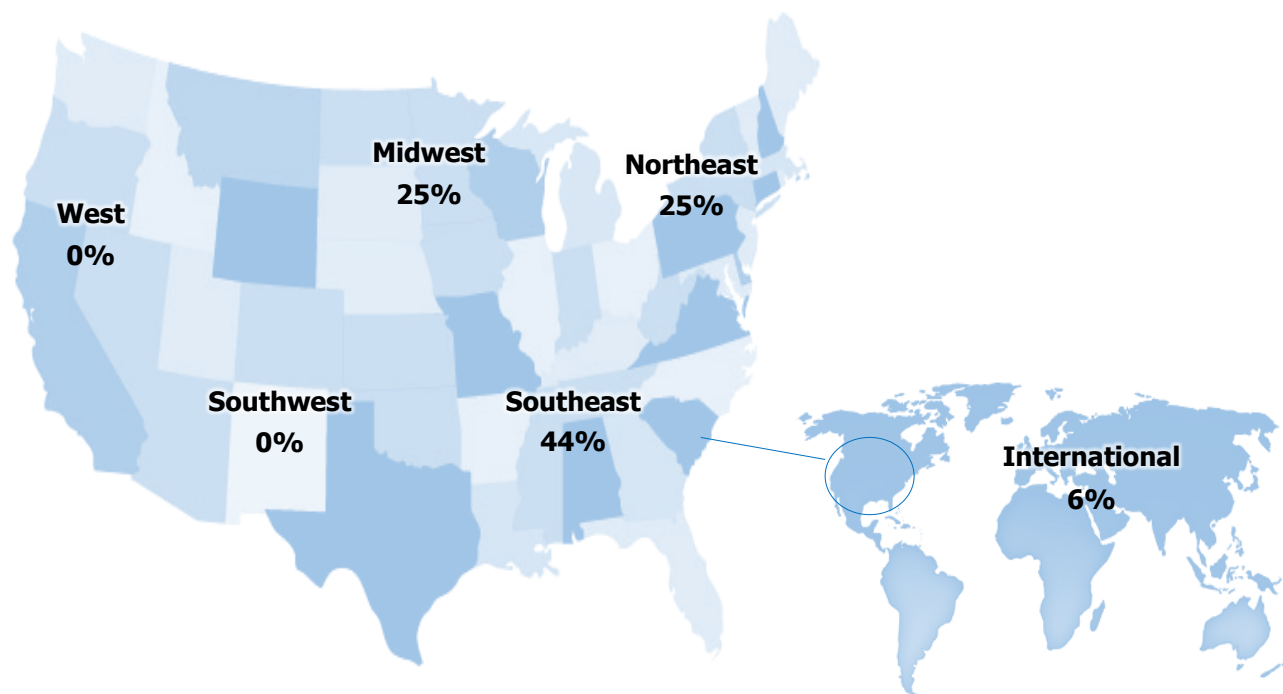 Midwest
25%
Northeast
25%
West
0%
Southwest
0%
Southeast
44%
International
6%